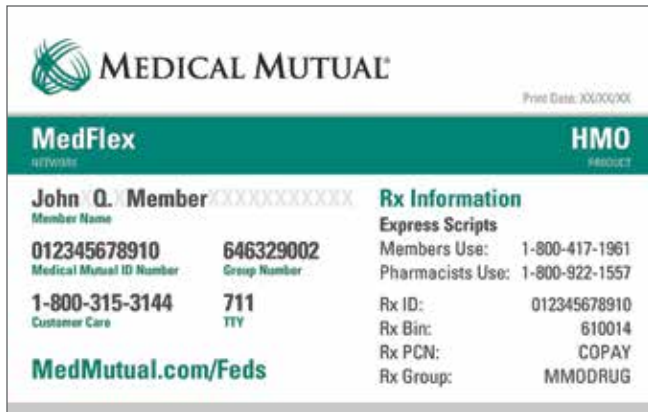 MEDICAL MUTUAL®
Print Date: XX/XX/XX
MedFlex HMO
NETWORK PRODUCT
John X Q. X Member XXXXXXXXXXX
Member Name
012345678910 646329002
Medical Mutual ID Number Group Number
1-800-315-3144 711
Customer Care TTY
MedMutual.com/Feds
Rx Information
Express Scripts
Members Use: 1-800-417-1961
Pharmacists Use: 1-800-922-1557
Rx ID: 012345678910
Rx Bin: 610014
Rx PCN: COPAY
Rx Group: MMODRUG